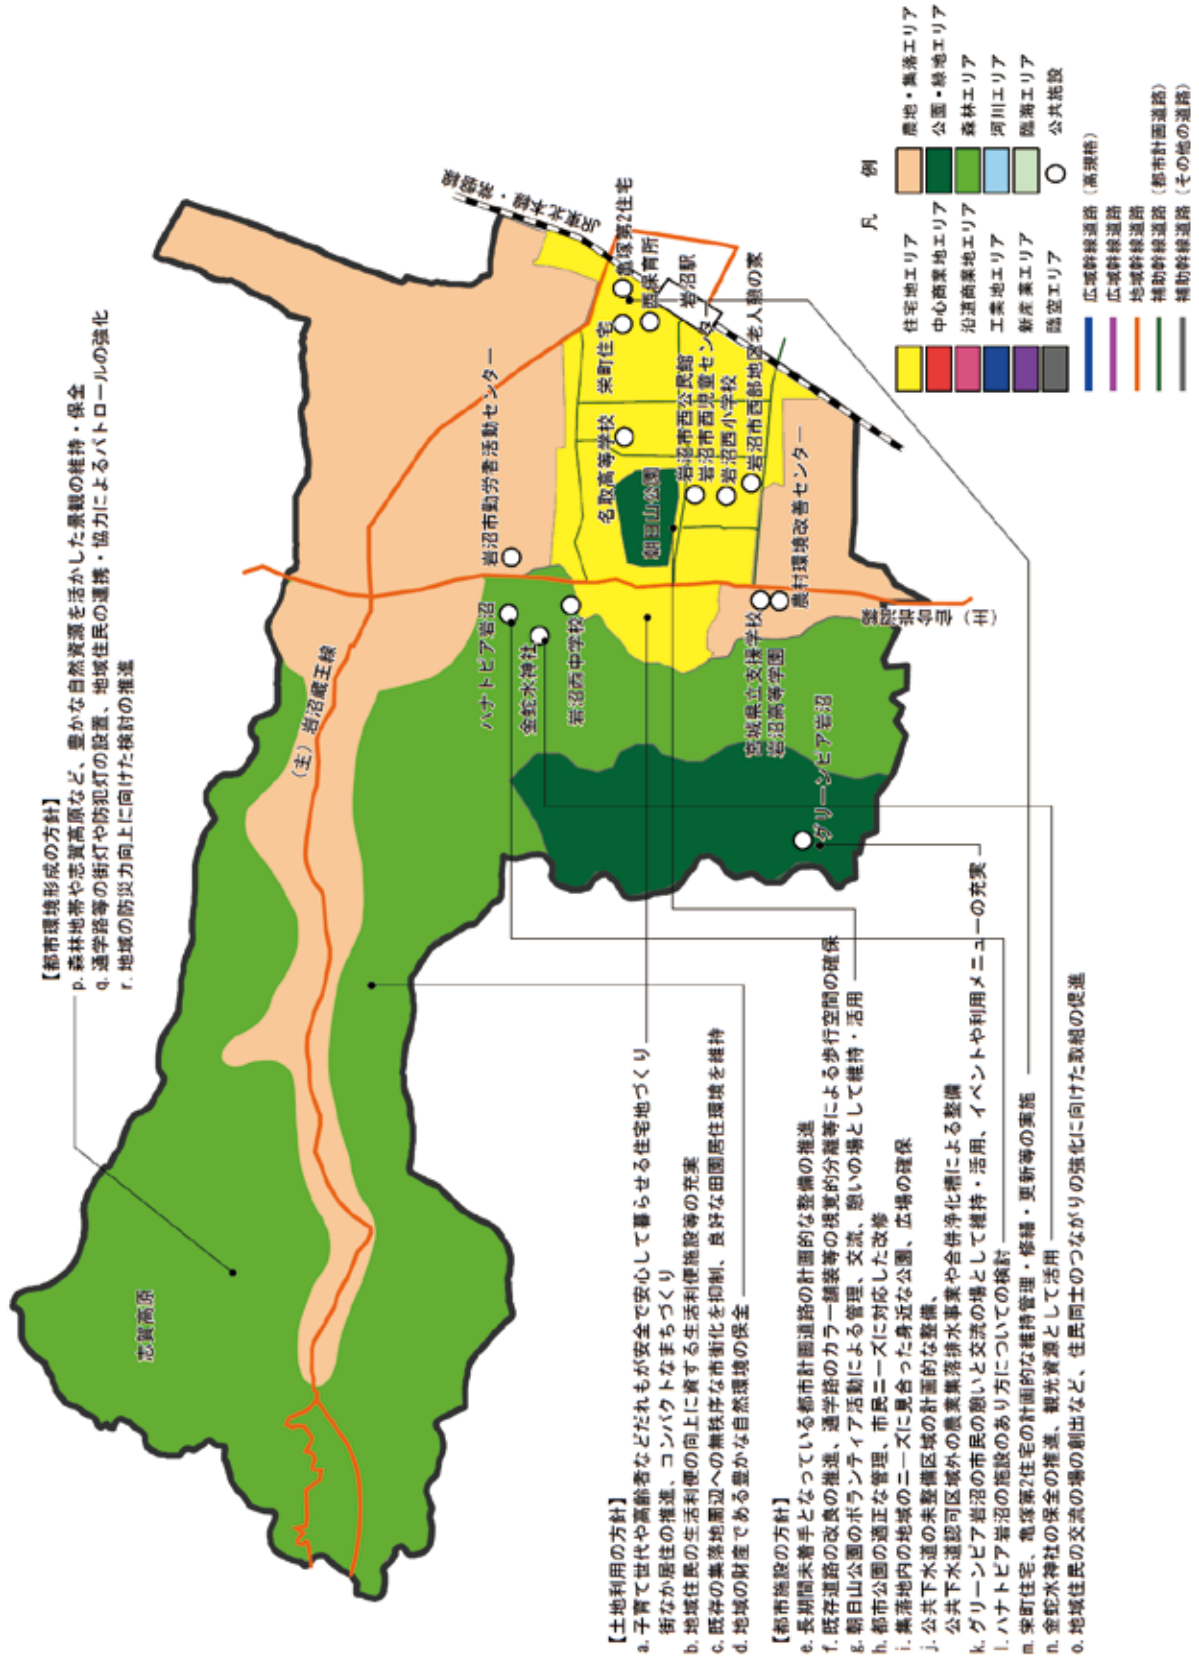 【都市環境形成の方針】
p. 森林地帯や志賀高原など、豊かな自然資源を活かした景観の維持・保全
q. 通学路等の街灯や防犯灯の設置、地域住民の連携・協力によるパトロールの強化
r. 地域の防災力向上に向けた検討の推進
志賀高原
（主）岩沼蔵王線
JR東北本線・常磐線
亀塚第2住宅
西保育所
岩沼駅
栄町住宅
岩沼市勤労者活動センター
名取高等学校
朝日山公園
岩沼市西公民館
岩沼市西児童センター
岩沼西小学校
岩沼市西部地区老人憩の家
農村環境改善センター
ハナトピア岩沼
金蛇水神社
岩沼西中学校
宮城県立支援学校
岩沼高等学園
グリーンピア岩沼
（主）仙台岩沼線
凡例
住宅地エリア
中心商業地エリア
沿道商業地エリア
工業地エリア
新産業エリア
臨空エリア
農地・集落エリア
公園・緑地エリア
森林エリア
河川エリア
臨海エリア
公共施設
広域幹線道路（高規格）
広域幹線道路
地域幹線道路
補助幹線道路（都市計画道路）
補助幹線道路（その他の道路）
【土地利用の方針】
a. 子育て世代や高齢者などだれもが安全で安心して暮らせる住宅地づくり
街なか居住の推進、コンパクトなまちづくり
b. 地域住民の生活利便の向上に資する生活利便施設等の充実
c. 既存の集落地周辺への無秩序な市街化を抑制、良好な田園居住環境を維持
d. 地域の財産である豊かな自然環境の保全
【都市施設の方針】
e. 長期間未着手となっている都市計画道路の計画的な整備の推進
f. 既存道路の改良の推進、通学路のカラー舗装等の視覚的分離等による歩行空間の確保
g. 朝日山公園のボランティア活動による管理、交流、憩いの場として維持・活用
h. 都市公園の適正な管理、市民ニーズに対応した改修
i. 集落地内の地域のニーズに見合った身近な公園、広場の確保
j. 公共下水道の未整備区域の計画的な整備、
公共下水道認可区域外の農業集落排水事業や合併浄化槽による整備
k. グリーンピア岩沼の市民の憩いと交流の場として維持・活用、イベントや利用メニューの充実
l. ハナトピア岩沼の施設のあり方についての検討
m. 栄町住宅、亀塚第2住宅の計画的な維持管理・修繕・更新等の実施
n. 金蛇水神社の保全の推進、観光資源として活用
o. 地域住民の交流の場の創出など、住民同士のつながりの強化に向けた取組の促進